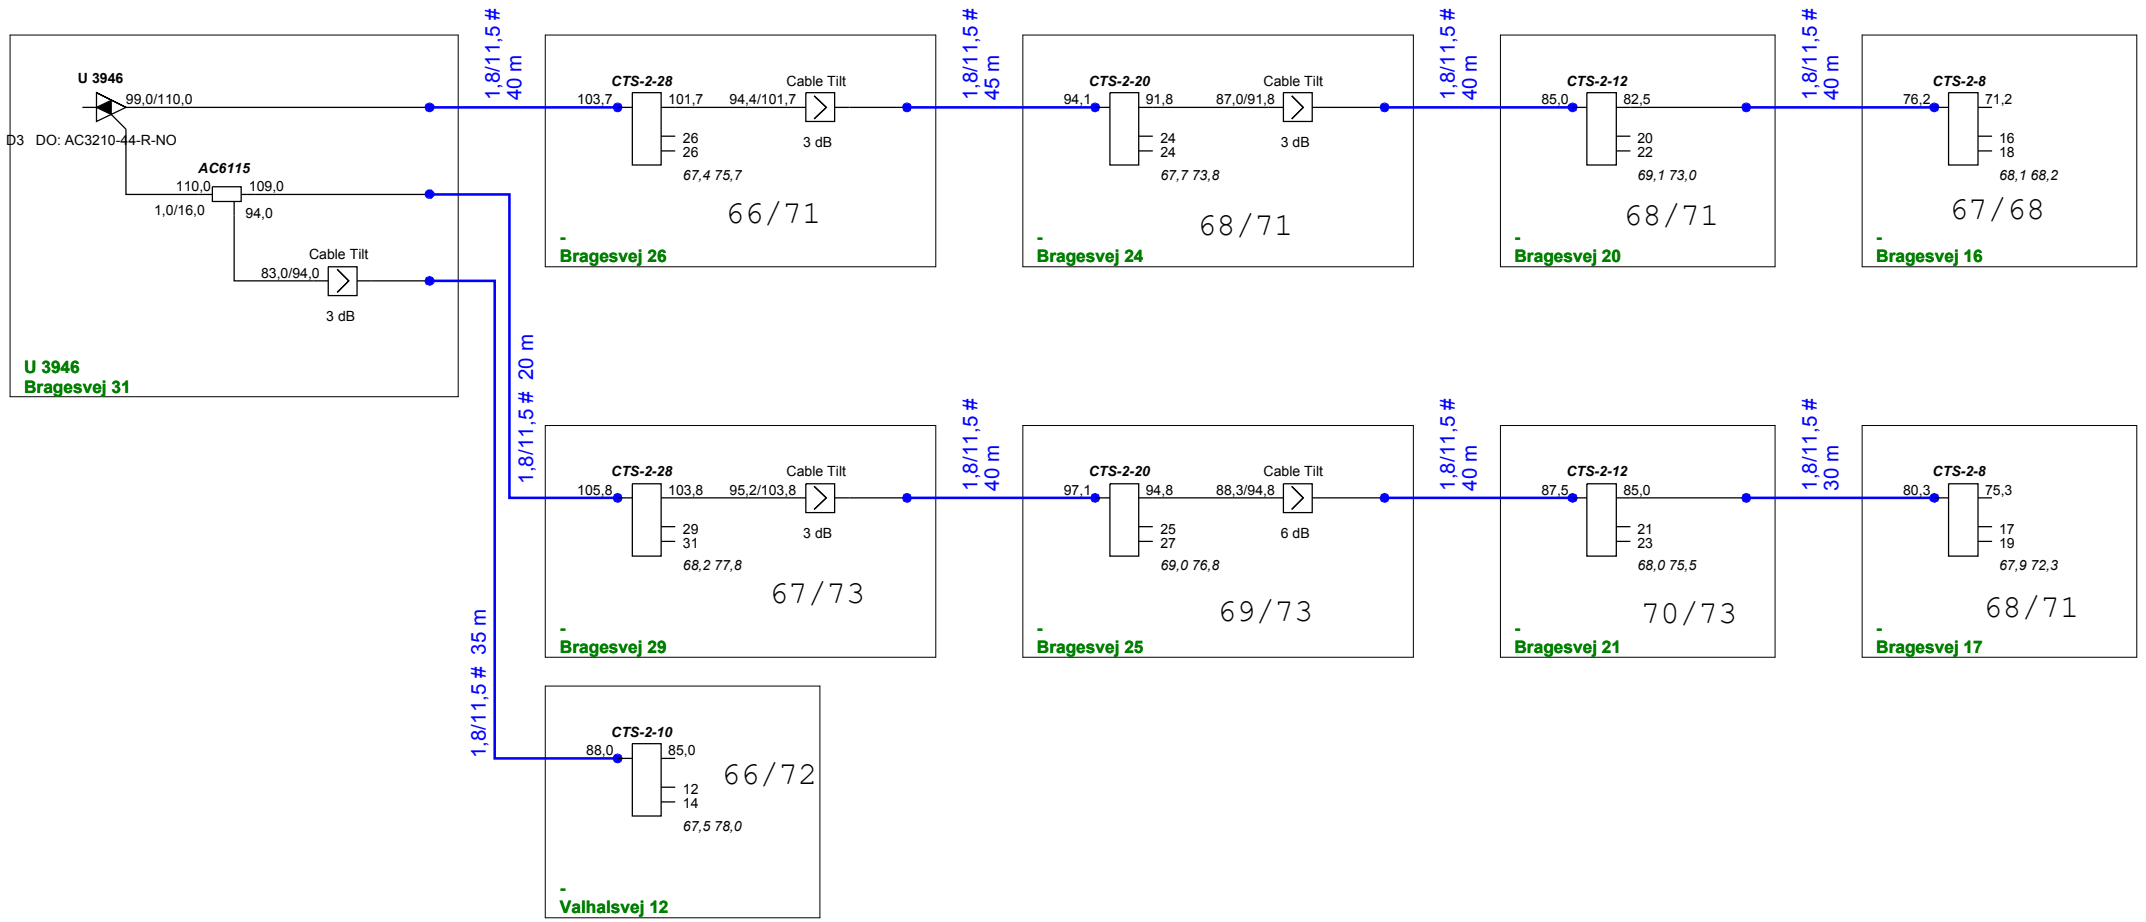 1,8/11,5 #
40 m
1,8/11,5 #
45 m
1,8/11,5 #
40 m
1,8/11,5 #
40 m
U 3946
99,0/110,0
D3 DO: AC3210-44-R-NO
AC6115
110,0 109,0
1,0/16,0 94,0
Cable Tilt
83,0/94,0
3 dB
U 3946
Bragesvej 31
CTS-2-28
103,7 101,7
26
26
67,4 75,7
Cable Tilt
94,4/101,7
3 dB
66/71
-
Bragesvej 26
CTS-2-20
94,1 91,8
24
24
67,7 73,8
Cable Tilt
87,0/91,8
3 dB
68/71
-
Bragesvej 24
CTS-2-12
85,0 82,5
20
22
69,1 73,0
68/71
-
Bragesvej 20
CTS-2-8
76,2 71,2
16
18
68,1 68,2
67/68
-
Bragesvej 16
1,8/11,5 # 20 m
1,8/11,5 #
40 m
1,8/11,5 #
40 m
1,8/11,5 #
30 m
CTS-2-28
105,8 103,8
29
31
68,2 77,8
Cable Tilt
95,2/103,8
3 dB
67/73
-
Bragesvej 29
CTS-2-20
97,1 94,8
25
27
69,0 76,8
Cable Tilt
88,3/94,8
6 dB
69/73
-
Bragesvej 25
CTS-2-12
87,5 85,0
21
23
68,0 75,5
70/73
-
Bragesvej 21
CTS-2-8
80,3 75,3
17
19
67,9 72,3
68/71
-
Bragesvej 17
1,8/11,5 # 35 m
CTS-2-10
88,0 85,0
12
14
67,5 78,0
66/72
-
Valhalsvej 12